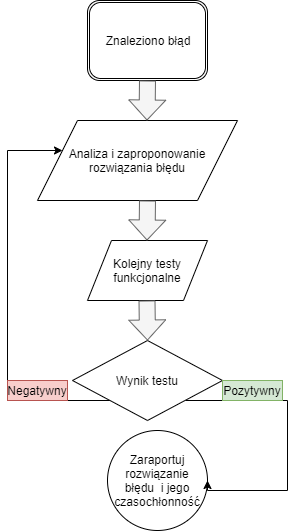 Znaleziono błąd
Analiza i zaproponowanie
rozwiązania błędu
Kolejny testy
funkcjonalne
Wynik testu
Negatywny
Pozytywny
Zaraportuj
rozwiązanie
błędu i jego
czasochłonność